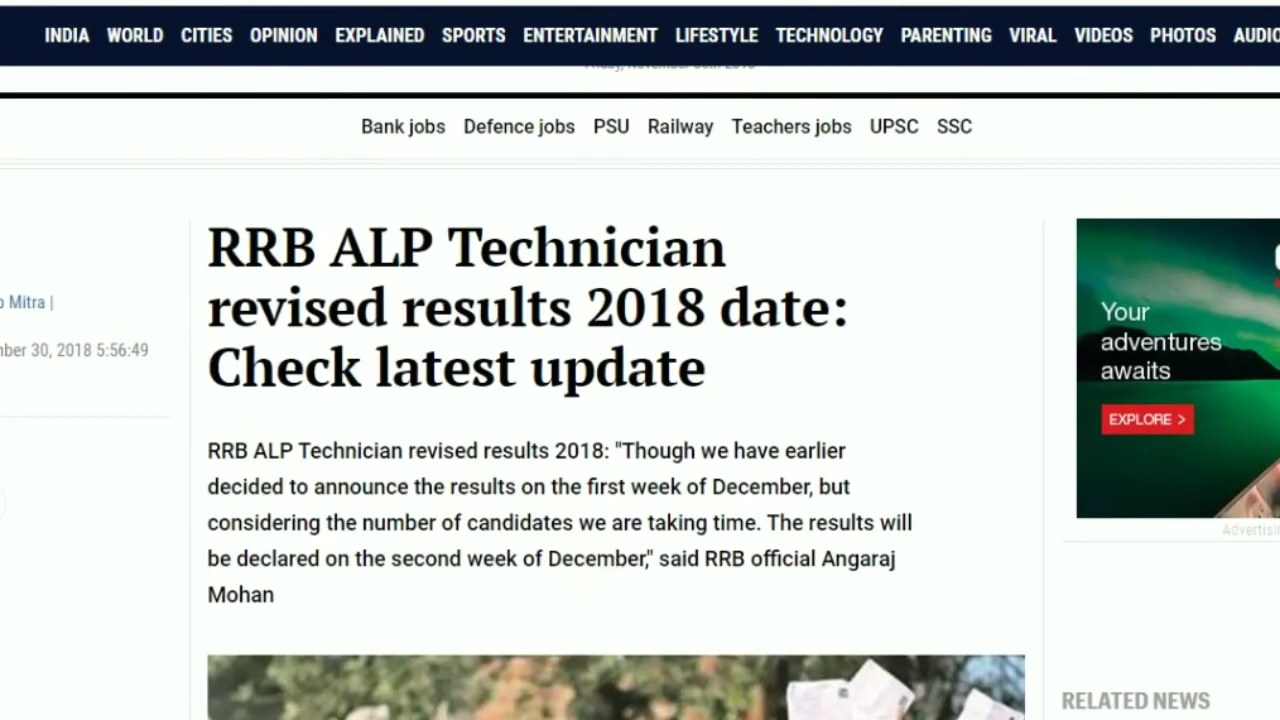 INDIA WORLD CITIES OPINION EXPLAINED SPORTS ENTERTAINMENT LIFESTYLE TECHNOLOGY PARENTING VIRAL VIDEOS PHOTOS AUDIO
Bank jobs Defence jobs PSU Railway Teachers jobs UPSC SSC
RRB ALP Technician
revised results 2018 date:
Check latest update
Mitra |
30, 2018 5:56:49
RRB ALP Technician revised results 2018: "Though we have earlier
decided to announce the results on the first week of December, but
considering the number of candidates we are taking time. The results will
be declared on the second week of December," said RRB official Angaraj
Mohan
Your
adventures
awaits
EXPLORE >
RELATED NEWS